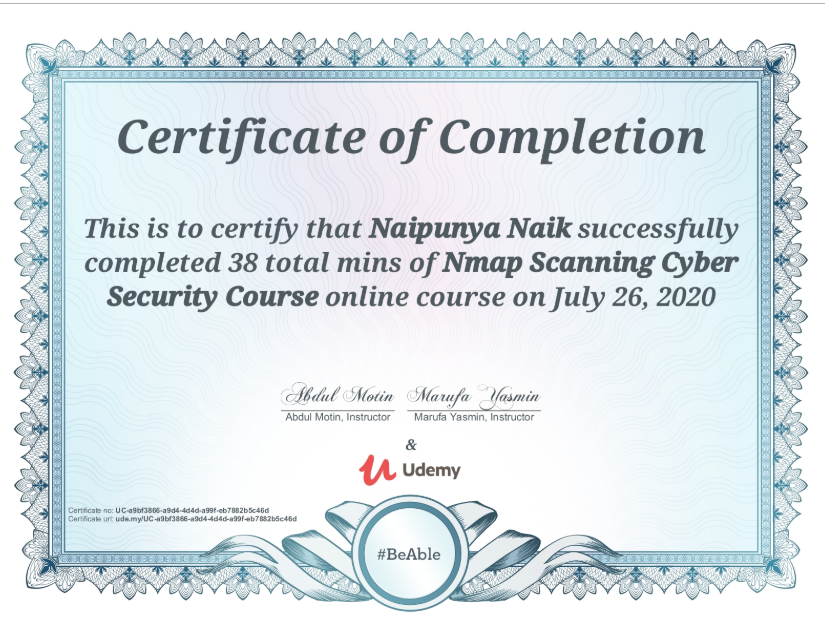 Certificate of Completion
This is to certify that Naipunya Naik successfully
completed 38 total mins of Nmap Scanning Cyber
Security Course online course on July 26, 2020
Abdul Motin Marufa Yasmin
Abdul Motin, Instructor Marufa Yasmin, Instructor
&
Udemy
Certificate no: UC-a9bf3866-a9d4-4d4d-a99f-eb7882b5c46d
Certificate url: ude.my/UC-a9bf3866-a9d4-4d4d-a99f-eb7882b5c46d
#BeAble